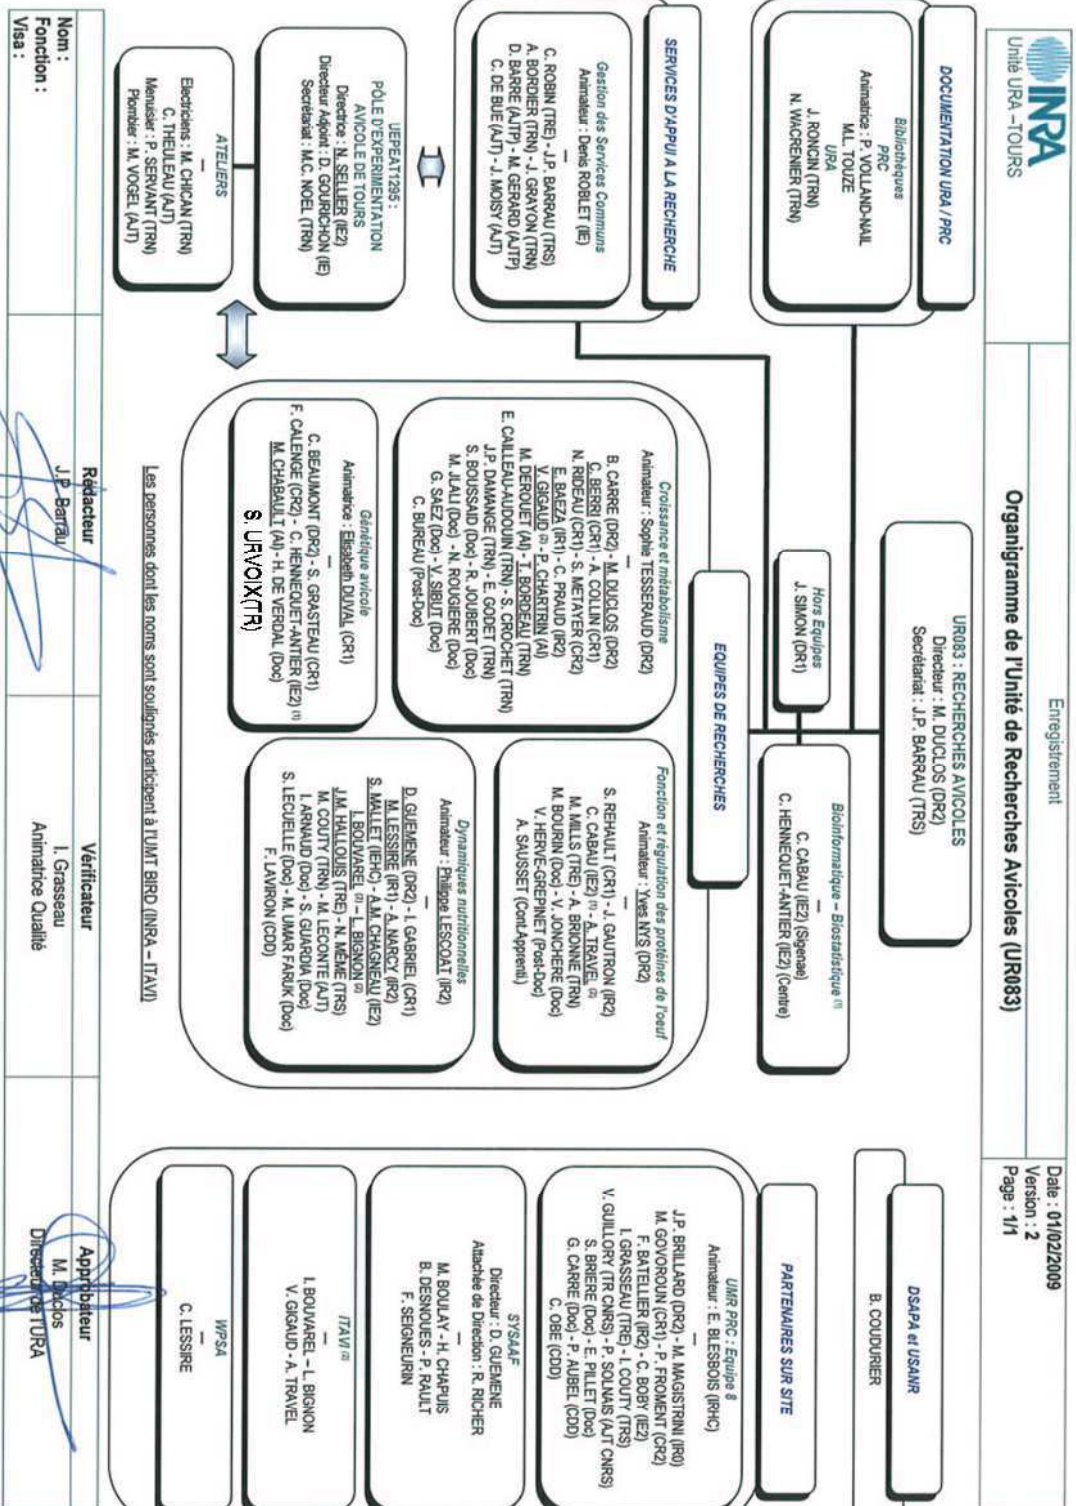 INRA
Unité URA –TOURS
Enregistrement
Organigramme de l'Unité de Recherches Avicoles (UR083)
Date : 01/02/2009
Version : 2
Page : 1/1
UR083 : RECHERCHES AVICOLES
Directeur : M. DUCLOS (DR2)
Secrétariat : J.P. BARRAU (TRS)
DSAPA et USANR
B. COUDURIER
DOCUMENTATION URA / PRC
Bibliothèques
PRC
Animatrice : P. VOLLAND-NAIL
M.L. TOUZE
URA
J. RONCIN (TRN)
N. WACRENIER (TRN)
Hors Equipes
J. SIMON (DR1)
Bioinformatique – Biostatistique (1)
C. CABAU (IE2) (Sigenae)
C. HENNEQUET-ANTIER (IE2) (Centre)
SERVICES D'APPUI A LA RECHERCHE
Gestion des Services Communs
Animateur : Denis ROBLET (IE)
–
C. ROBIN (TRE) - J.P. BARRAU (TRS)
A. BORDIER (TRN) - J. GRAYON (TRN)
D. BARRÉ (AJTP) - M. GERARD (AJTP)
C. DE BUE (AJT) - J. MOISY (AJT)
UEPEAT1295 :
PÔLE D'EXPERIMENTATION
AVICOLE DE TOURS
Directrice : N. SELLIER (IE2)
Directeur Adjoint : D. GOURICHON (IE)
Secrétariat : M.C. NOEL (TRN)
ATELIERS
–
Electriciens : M. CHICAN (TRN)
C. THEULEAU (AJT)
Menuisier : P. SERVANT (TRN)
Plombier : M. VOGEL (AJT)
EQUIPES DE RECHERCHES
Croissance et métabolisme
Animateur : Sophie TESSERAUD (DR2)
–
B. CARRE (DR2) - M. DUCLOS (DR2)
C. BERRI (CR1) - A. COLLIN (CR1)
N. RIDEAU (CR1) - S. METAYER (CR2)
E. BAEZA (IR1) - C. PRAUD (IR2)
V. GIGAUD (2) - P. CHARTRIN (AI)
M. DEROUET (AI) - T. BORDEAU (TRN)
E. CAILLEAU-AUDOUIN (TRN) - S. CROCHET (TRN)
J.P. DAMANGE (TRN) - E. GODET (TRN)
S. BOUSSAID (Doc) - R. JOUBERT (Doc)
M. JLALI (Doc) - N. ROUGIERE (Doc)
G. SAEZ (Doc) - V. SIBUT (Doc)
C. BUREAU (Post-Doc)
Fonction et régulation des protéines de l'oeuf
Animateur : Yves NYS (DR2)
–
S. REHAULT (CR1) - J. GAUTRON (IR2)
C. CABAU (IE2) (1) - A. TRAVEL (2)
M. MILLS (TRE) - A. BRIONNE (TRN)
M. BOURIN (Doc) - V. JONCHERE (Doc)
V. HERVE-GREPINET (Post-Doc)
A. SAUSSET (Cont.Apprenti.)
Génétique avicole
Animatrice : Elisabeth DUVAL (CR1)
–
C. BEAUMONT (DR2) - S. GRASTEAU (CR1)
F. CALENGE (CR2) - C. HENNEQUET-ANTIER (IE2) (1)
M. CHABAULT (AI) - H. DE VERDAL (Doc)
S. URVOIX(TR)
Dynamiques nutritionnelles
Animateur : Philippe LESCOAT (IR2)
–
D. GUEMENE (DR2) - I. GABRIEL (CR1)
M. LESSIRE (IR1) - A. NARCY (IR2)
S. MALLET (IEHC) - A.M. CHAGNEAU (IE2)
I. BOUVAREL (2) – L. BIGNON (2)
J.M. HALLOUIS (TRE) - N. MÊME (TRS)
M. COUTY (TRN) - M. LECONTE (AJT)
I. ARNAUD (Doc) - S. GUARDIA (Doc)
S. LECUELLE (Doc) - M. UMAR FARUK (Doc)
F. LAVIRON (CDD)
Les personnes dont les noms sont soulignés participent à l'UMT BIRD (INRA – ITAVI)
PARTENAIRES SUR SITE
UMR PRC : Equipe 8
Animateur : E. BLESBOIS (IRHC)
–
J.P. BRILLARD (DR2) - M. MAGISTRINI (IR0)
M. GOVOROUN (CR1) - P. FROMENT (CR2)
F. BATELLIER (IR2) - C. BOBY (IE2)
I. GRASSEAU (TRE) - I. COUTY (TRS)
V. GUILLORY (TR CNRS) - P. SOLNAIS (AJT CNRS)
S. BRIERE (Doc) - E. PILLET (Doc)
G. CARRE (Doc) - P. AUBEL (CDD)
C. OBE (CDD)
SYSAAF
Directeur : D. GUEMENE
Attachée de Direction : R. RICHER
–
M. BOULAY - H. CHAPUIS
B. DESNOUES - P. RAULT
F. SEIGNEURIN
ITAVI (2)
–
I. BOUVAREL – L. BIGNON
V. GIGAUD - A. TRAVEL
WPSA
–
C. LESSIRE
Nom :
Fonction :
Visa :
Rédacteur
J.P. Barrau
Vérificateur
I. Grasseau
Animatrice Qualité
Approbateur
M. Duclos
Directeur de l'URA